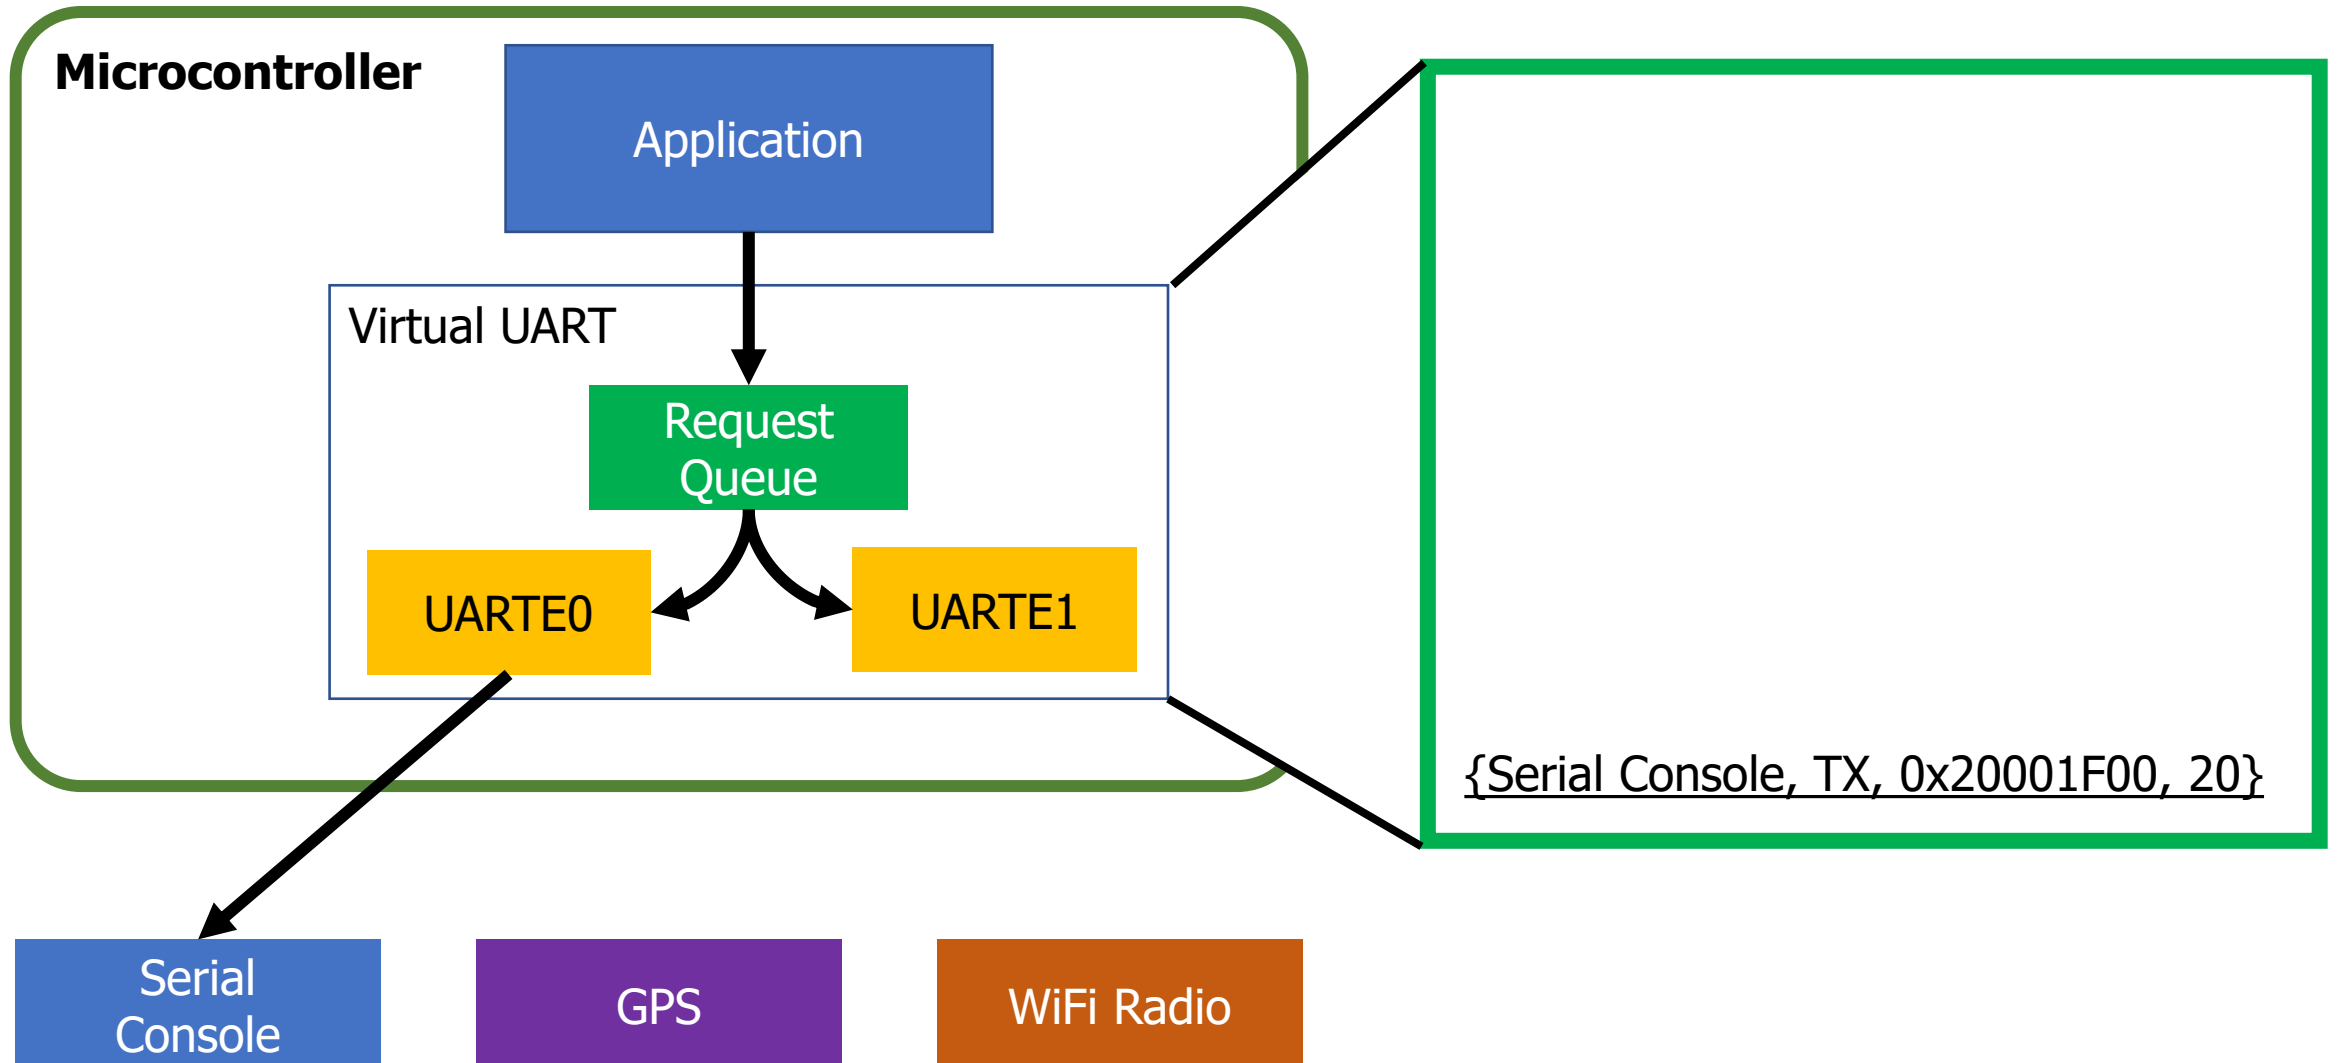 Microcontroller
Application
Virtual UART
Request
Queue
UARTE0
UARTE1
{Serial Console, TX, 0x20001F00, 20}
Serial
Console
GPS
WiFi Radio